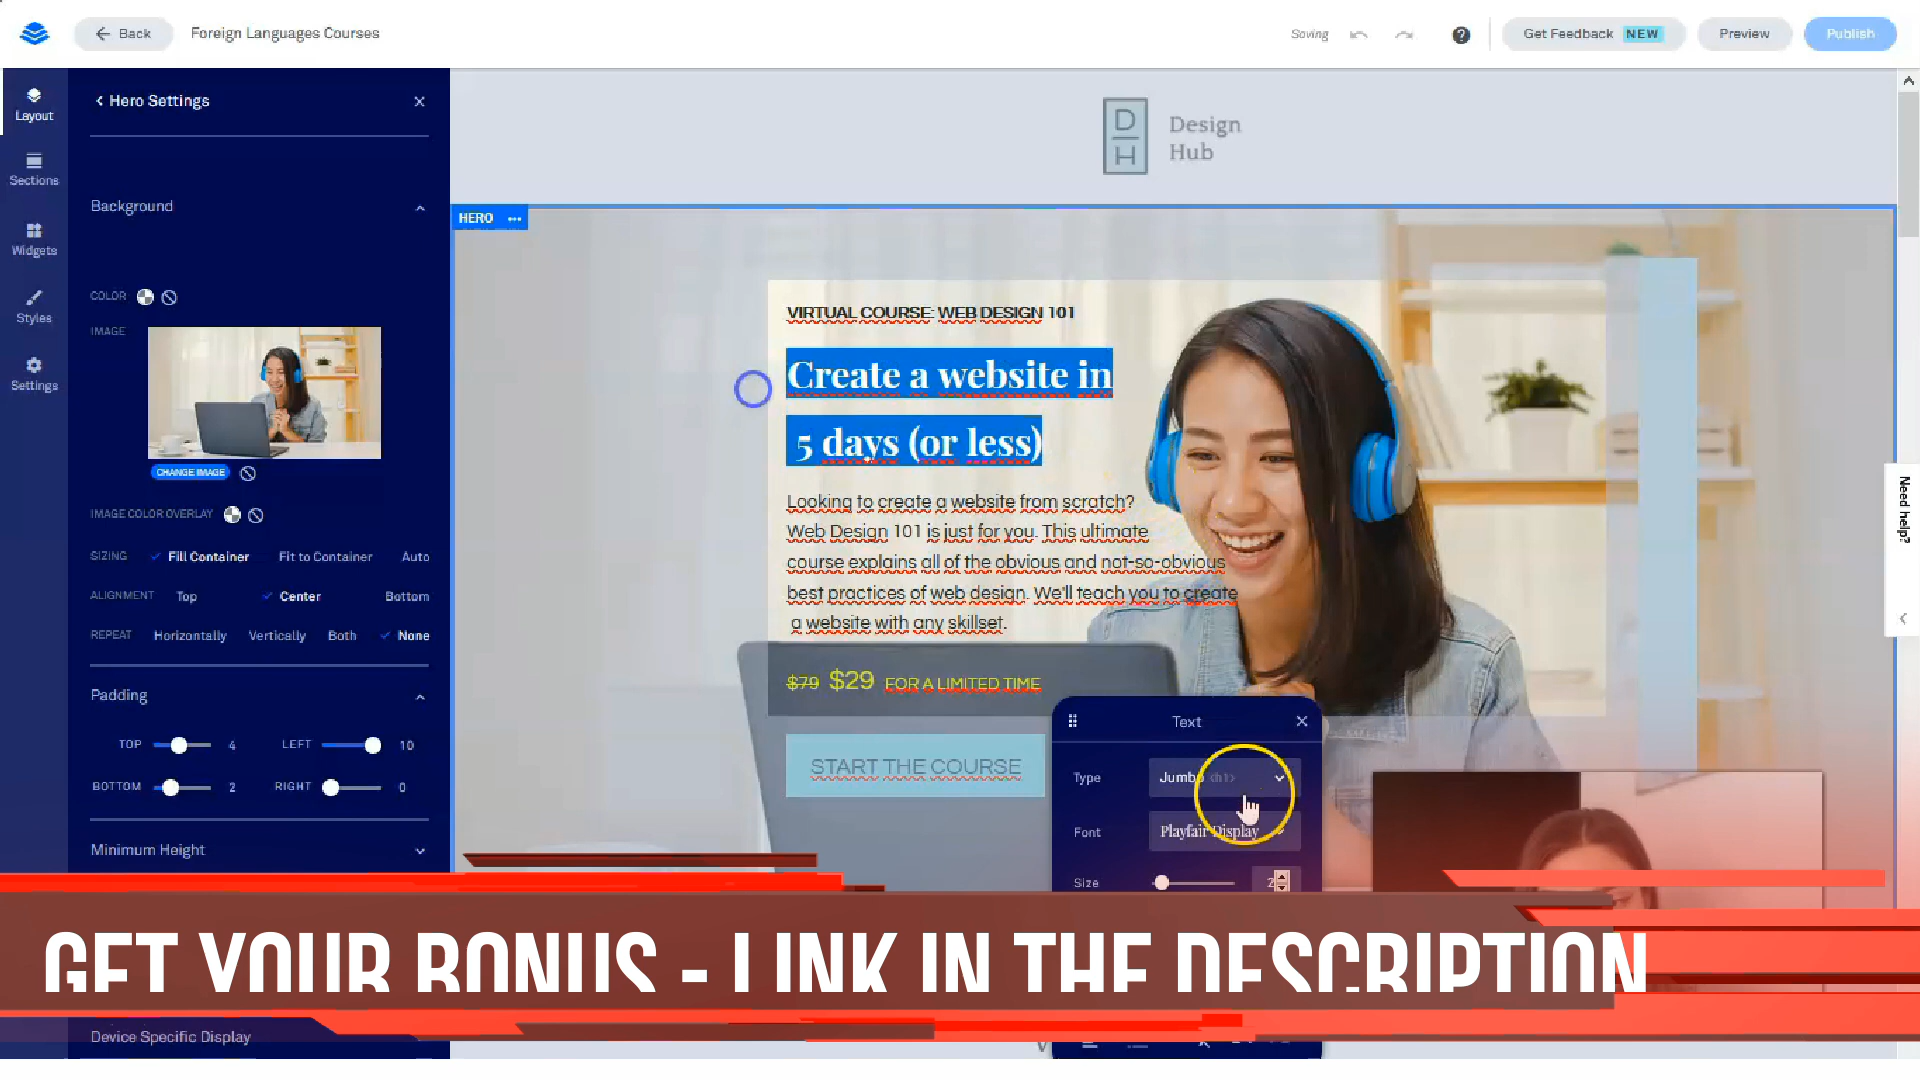 Back
Foreign Languages Courses
Saving
Get Feedback NEW
Preview
Publish
Layout
Sections
Widgets
Styles
Settings
Hero Settings
Background
COLOR
IMAGE
CHANGE IMAGE
IMAGE COLOR OVERLAY
SIZING Fill Container Fit to Container Auto
ALIGNMENT Top Center Bottom
REPEAT Horizontally Vertically Both None
Padding
TOP 4 LEFT 10
BOTTOM 2 RIGHT 0
Minimum Height
Device Specific Display
D
H
Design
Hub
HERO
VIRTUAL COURSE: WEB DESIGN 101
Create a website in
5 days (or less)
Looking to create a website from scratch?
Web Design 101 is just for you. This ultimate
course explains all of the obvious and not-so-obvious
best practices of web design. We'll teach you to create
a website with any skillset.
$79 $29 FOR A LIMITED TIME
START THE COURSE
Text
Type Jumbo <h1>
Font Playfair Display
Size
Need help?
GET YOUR BONUS - LINK IN THE DESCRIPTION